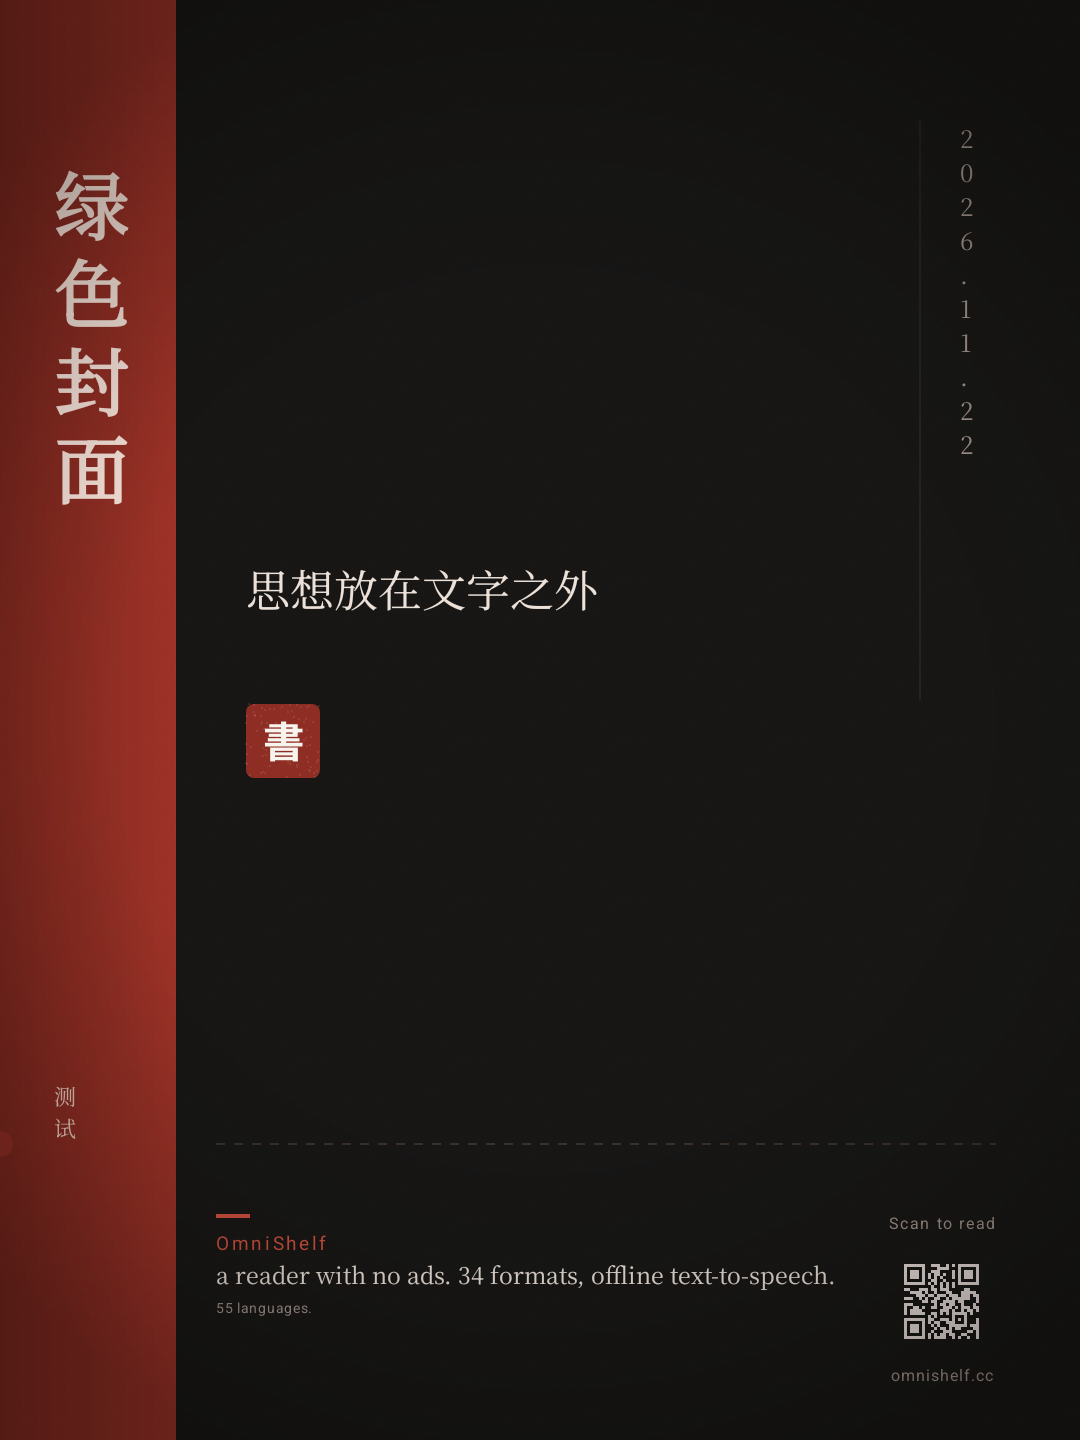 绿色封面
测试
2026.11.22
思想放在文字之外
書
OmniShelf
a reader with no ads. 34 formats, offline text-to-speech.
55 languages.
Scan to read
omnishelf.cc